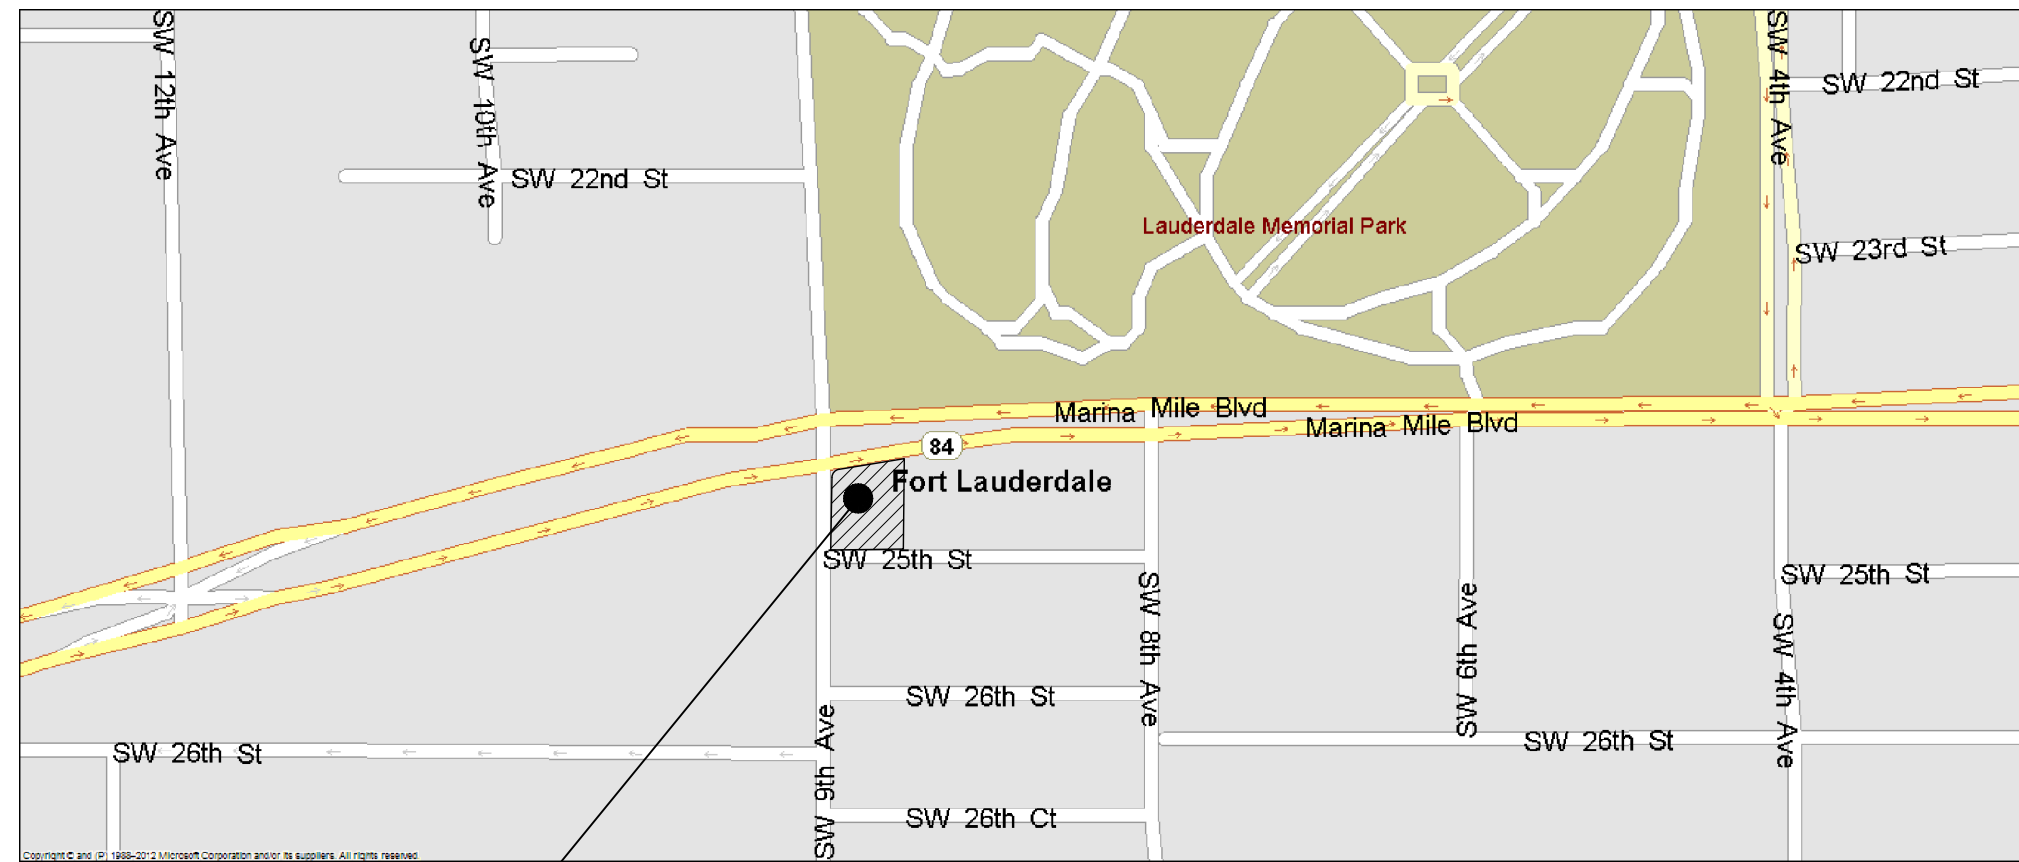 SW 12th Ave
SW 10th Ave
SW 4th Ave
SW 22nd St
SW 22nd St
Lauderdale Memorial Park
SW 23rd St
Marina Mile Blvd
Marina Mile Blvd
84
Fort Lauderdale
SW 25th St
SW 25th St
SW 8th Ave
SW 6th Ave
SW 4th Ave
SW 26th St
SW 9th Ave
SW 26th St
SW 26th St
SW 26th Ct
Copyright © and (P) 1988–2012 Microsoft Corporation and/or its suppliers. All rights reserved.